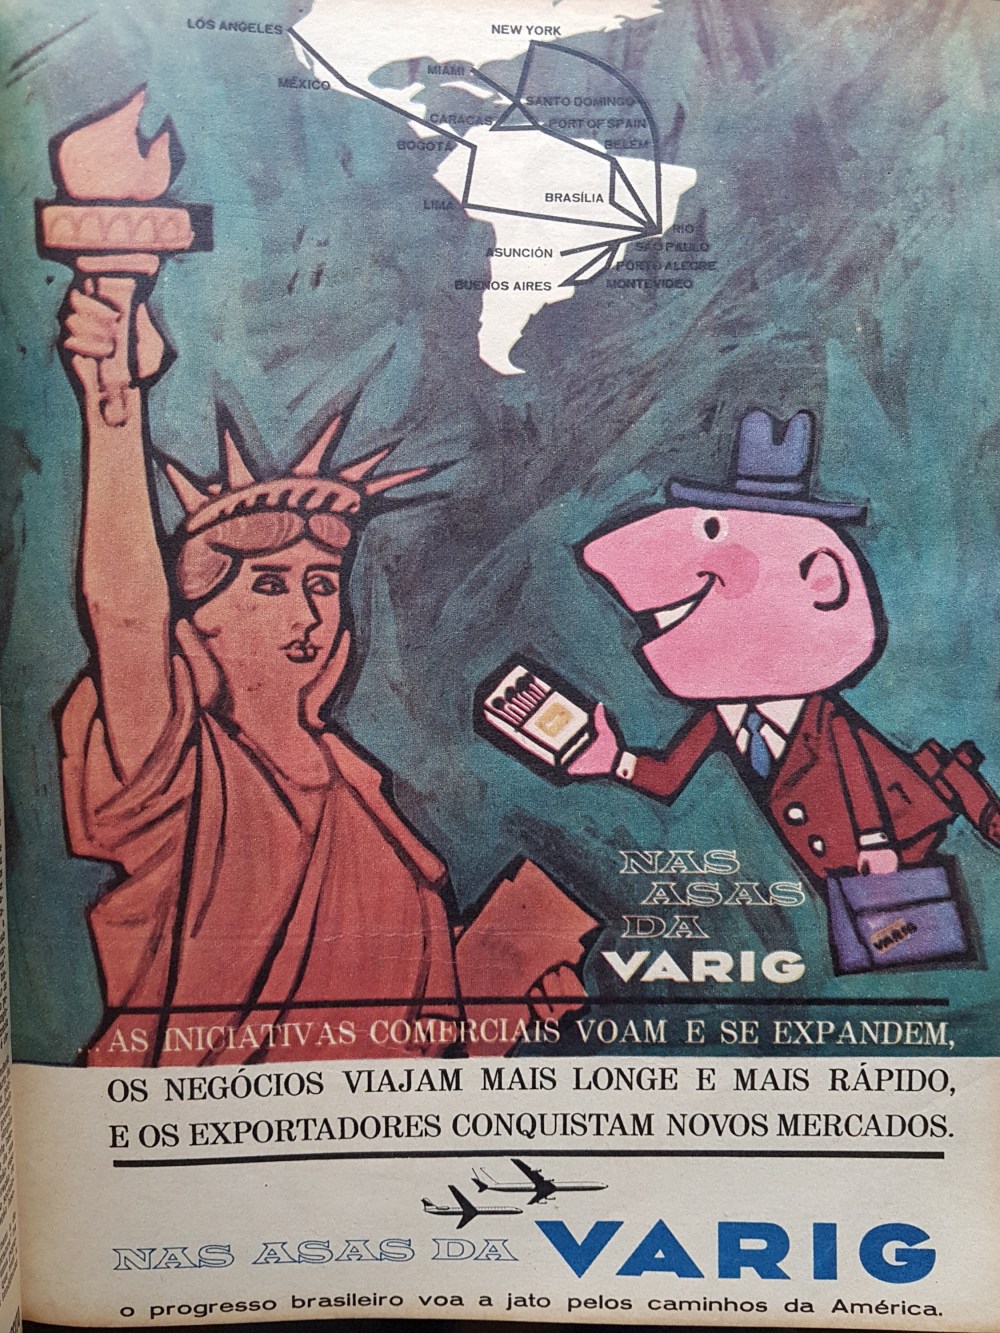 LOS ANGELES
NEW YORK
MÉXICO
MIAMI
SANTO DOMINGO
CARACAS
PORT OF SPAIN
BOGOTÁ
BELÉM
BRASÍLIA
LIMA
RIO
SÃO PAULO
ASUNCIÓN
PORTO ALEGRE
BUENOS AIRES
MONTEVIDEO
NAS
ASAS
DA
VARIG
VARIG
...AS INICIATIVAS COMERCIAIS VOAM E SE EXPANDEM,
OS NEGÓCIOS VIAJAM MAIS LONGE E MAIS RÁPIDO,
E OS EXPORTADORES CONQUISTAM NOVOS MERCADOS.
NAS ASAS DA VARIG
o progresso brasileiro voa a jato pelos caminhos da América.